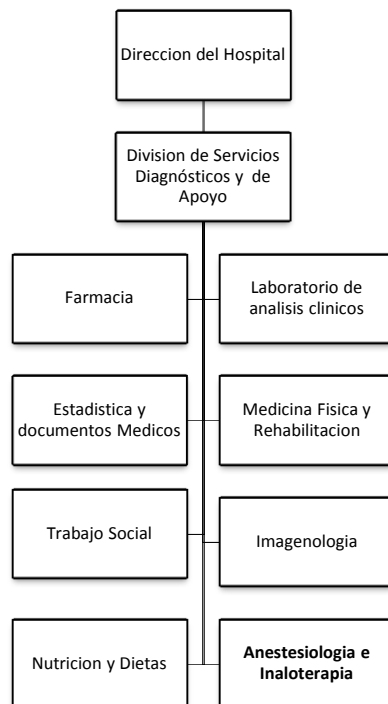 Direccion del Hospital
Division de Servicios
Diagnósticos y de
Apoyo
Farmacia
Laboratorio de
analisis clinicos
Estadistica y
documentos Medicos
Medicina Fisica y
Rehabilitacion
Trabajo Social
Imagenologia
Nutricion y Dietas
Anestesiologia e
Inaloterapia